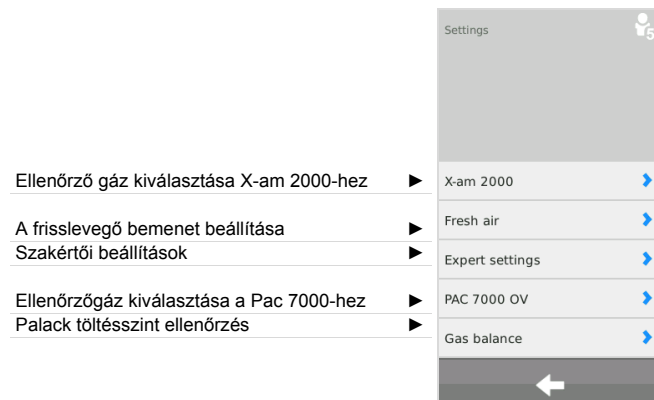 Settings
5
Ellenőrző gáz kiválasztása X-am 2000-hez ► X-am 2000
A frisslevegő bemenet beállítása ► Fresh air
Szakértői beállítások ► Expert settings
Ellenőrzőgáz kiválasztása a Pac 7000-hez ► PAC 7000 OV
Palack töltésszint ellenőrzés ► Gas balance